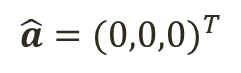 𝒂̂ = (0,0,0)ᵀ